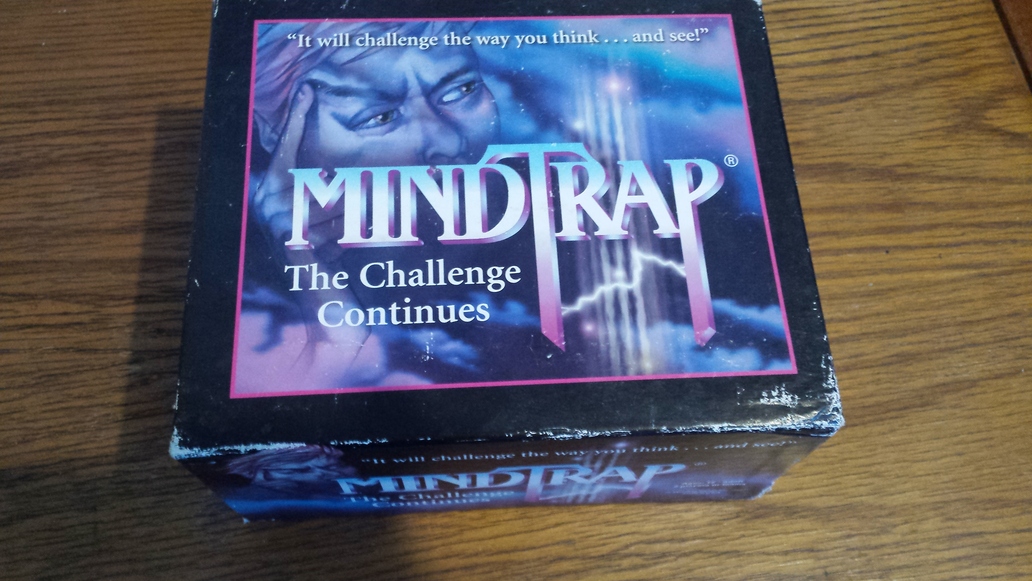 “It will challenge the way you think . . . and see!”
MINDTRAP®
The Challenge
Continues
"It will challenge the way you think . . . . and see!"
MINDTRAP
The Challenge
Continues